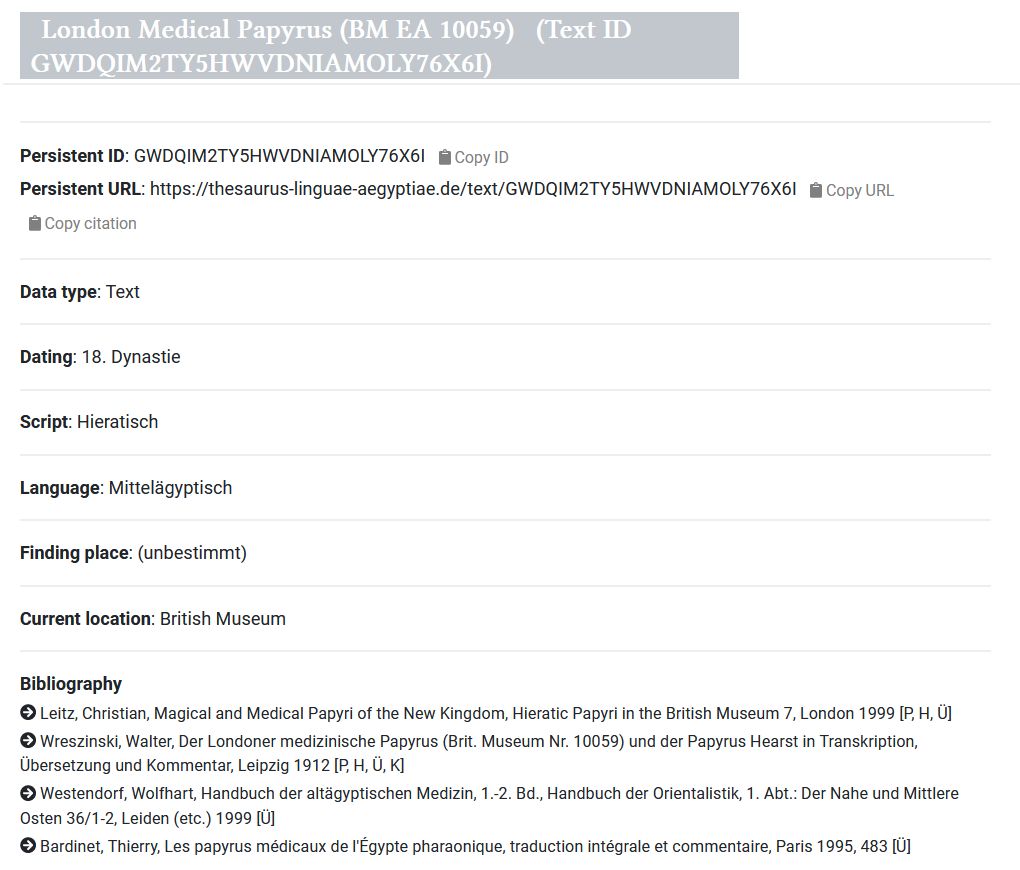 London Medical Papyrus (BM EA 10059) (Text ID
GWDQIM2TY5HWVDNIAMOLY76X6I)
Persistent ID: GWDQIM2TY5HWVDNIAMOLY76X6I Copy ID
Persistent URL: https://thesaurus-linguae-aegyptiae.de/text/GWDQIM2TY5HWVDNIAMOLY76X6I Copy URL
Copy citation
Data type: Text
Dating: 18. Dynastie
Script: Hieratisch
Language: Mittelägyptisch
Finding place: (unbestimmt)
Current location: British Museum
Bibliography
Leitz, Christian, Magical and Medical Papyri of the New Kingdom, Hieratic Papyri in the British Museum 7, London 1999 [P, H, Ü]
Wreszinski, Walter, Der Londoner medizinische Papyrus (Brit. Museum Nr. 10059) und der Papyrus Hearst in Transkription,
Übersetzung und Kommentar, Leipzig 1912 [P, H, Ü, K]
Westendorf, Wolfhart, Handbuch der altägyptischen Medizin, 1.-2. Bd., Handbuch der Orientalistik, 1. Abt.: Der Nahe und Mittlere
Osten 36/1-2, Leiden (etc.) 1999 [Ü]
Bardinet, Thierry, Les papyrus médicaux de l'Égypte pharaonique, traduction intégrale et commentaire, Paris 1995, 483 [Ü]